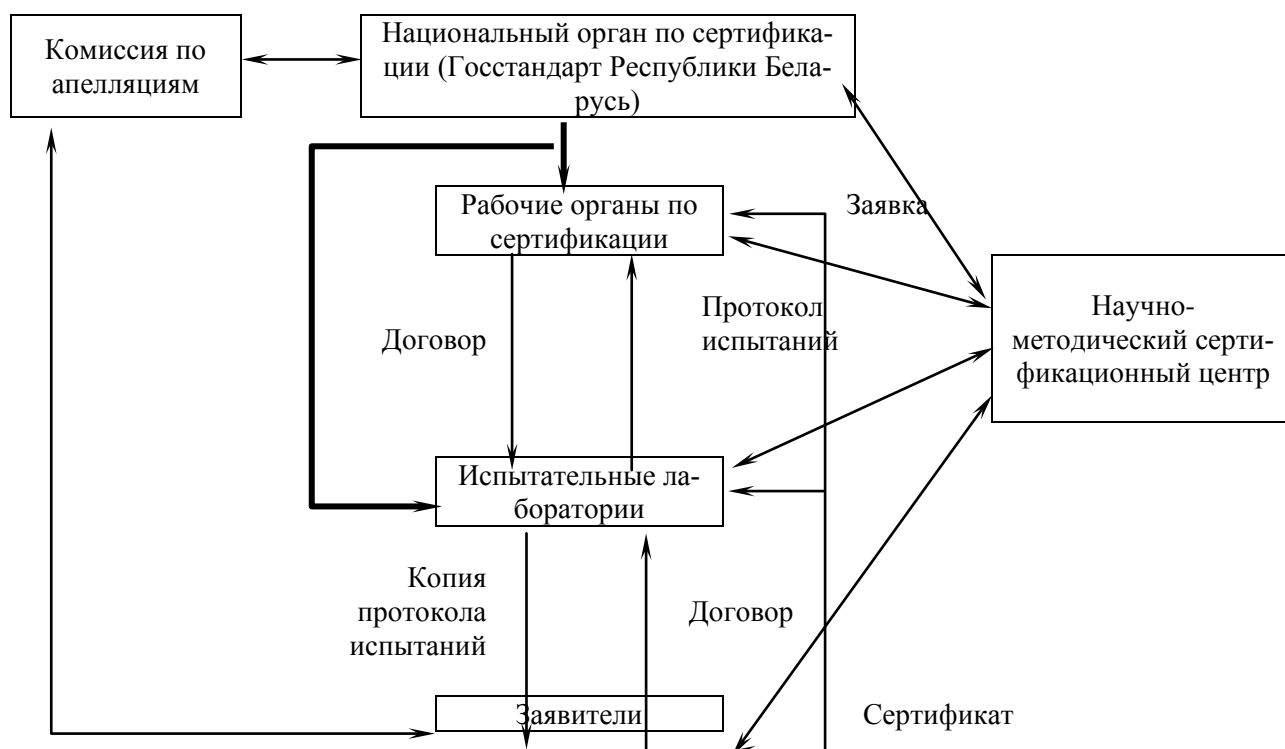 Комиссия по
апелляциям
Национальный орган по сертифика-
ции (Госстандарт Республики Бела-
русь)
Рабочие органы по
сертификации
Заявка
Договор
Протокол
испытаний
Научно-
методический серти-
фикационный центр
Испытательные ла-
боратории
Копия
протокола
испытаний
Договор
Заявители
Сертификат